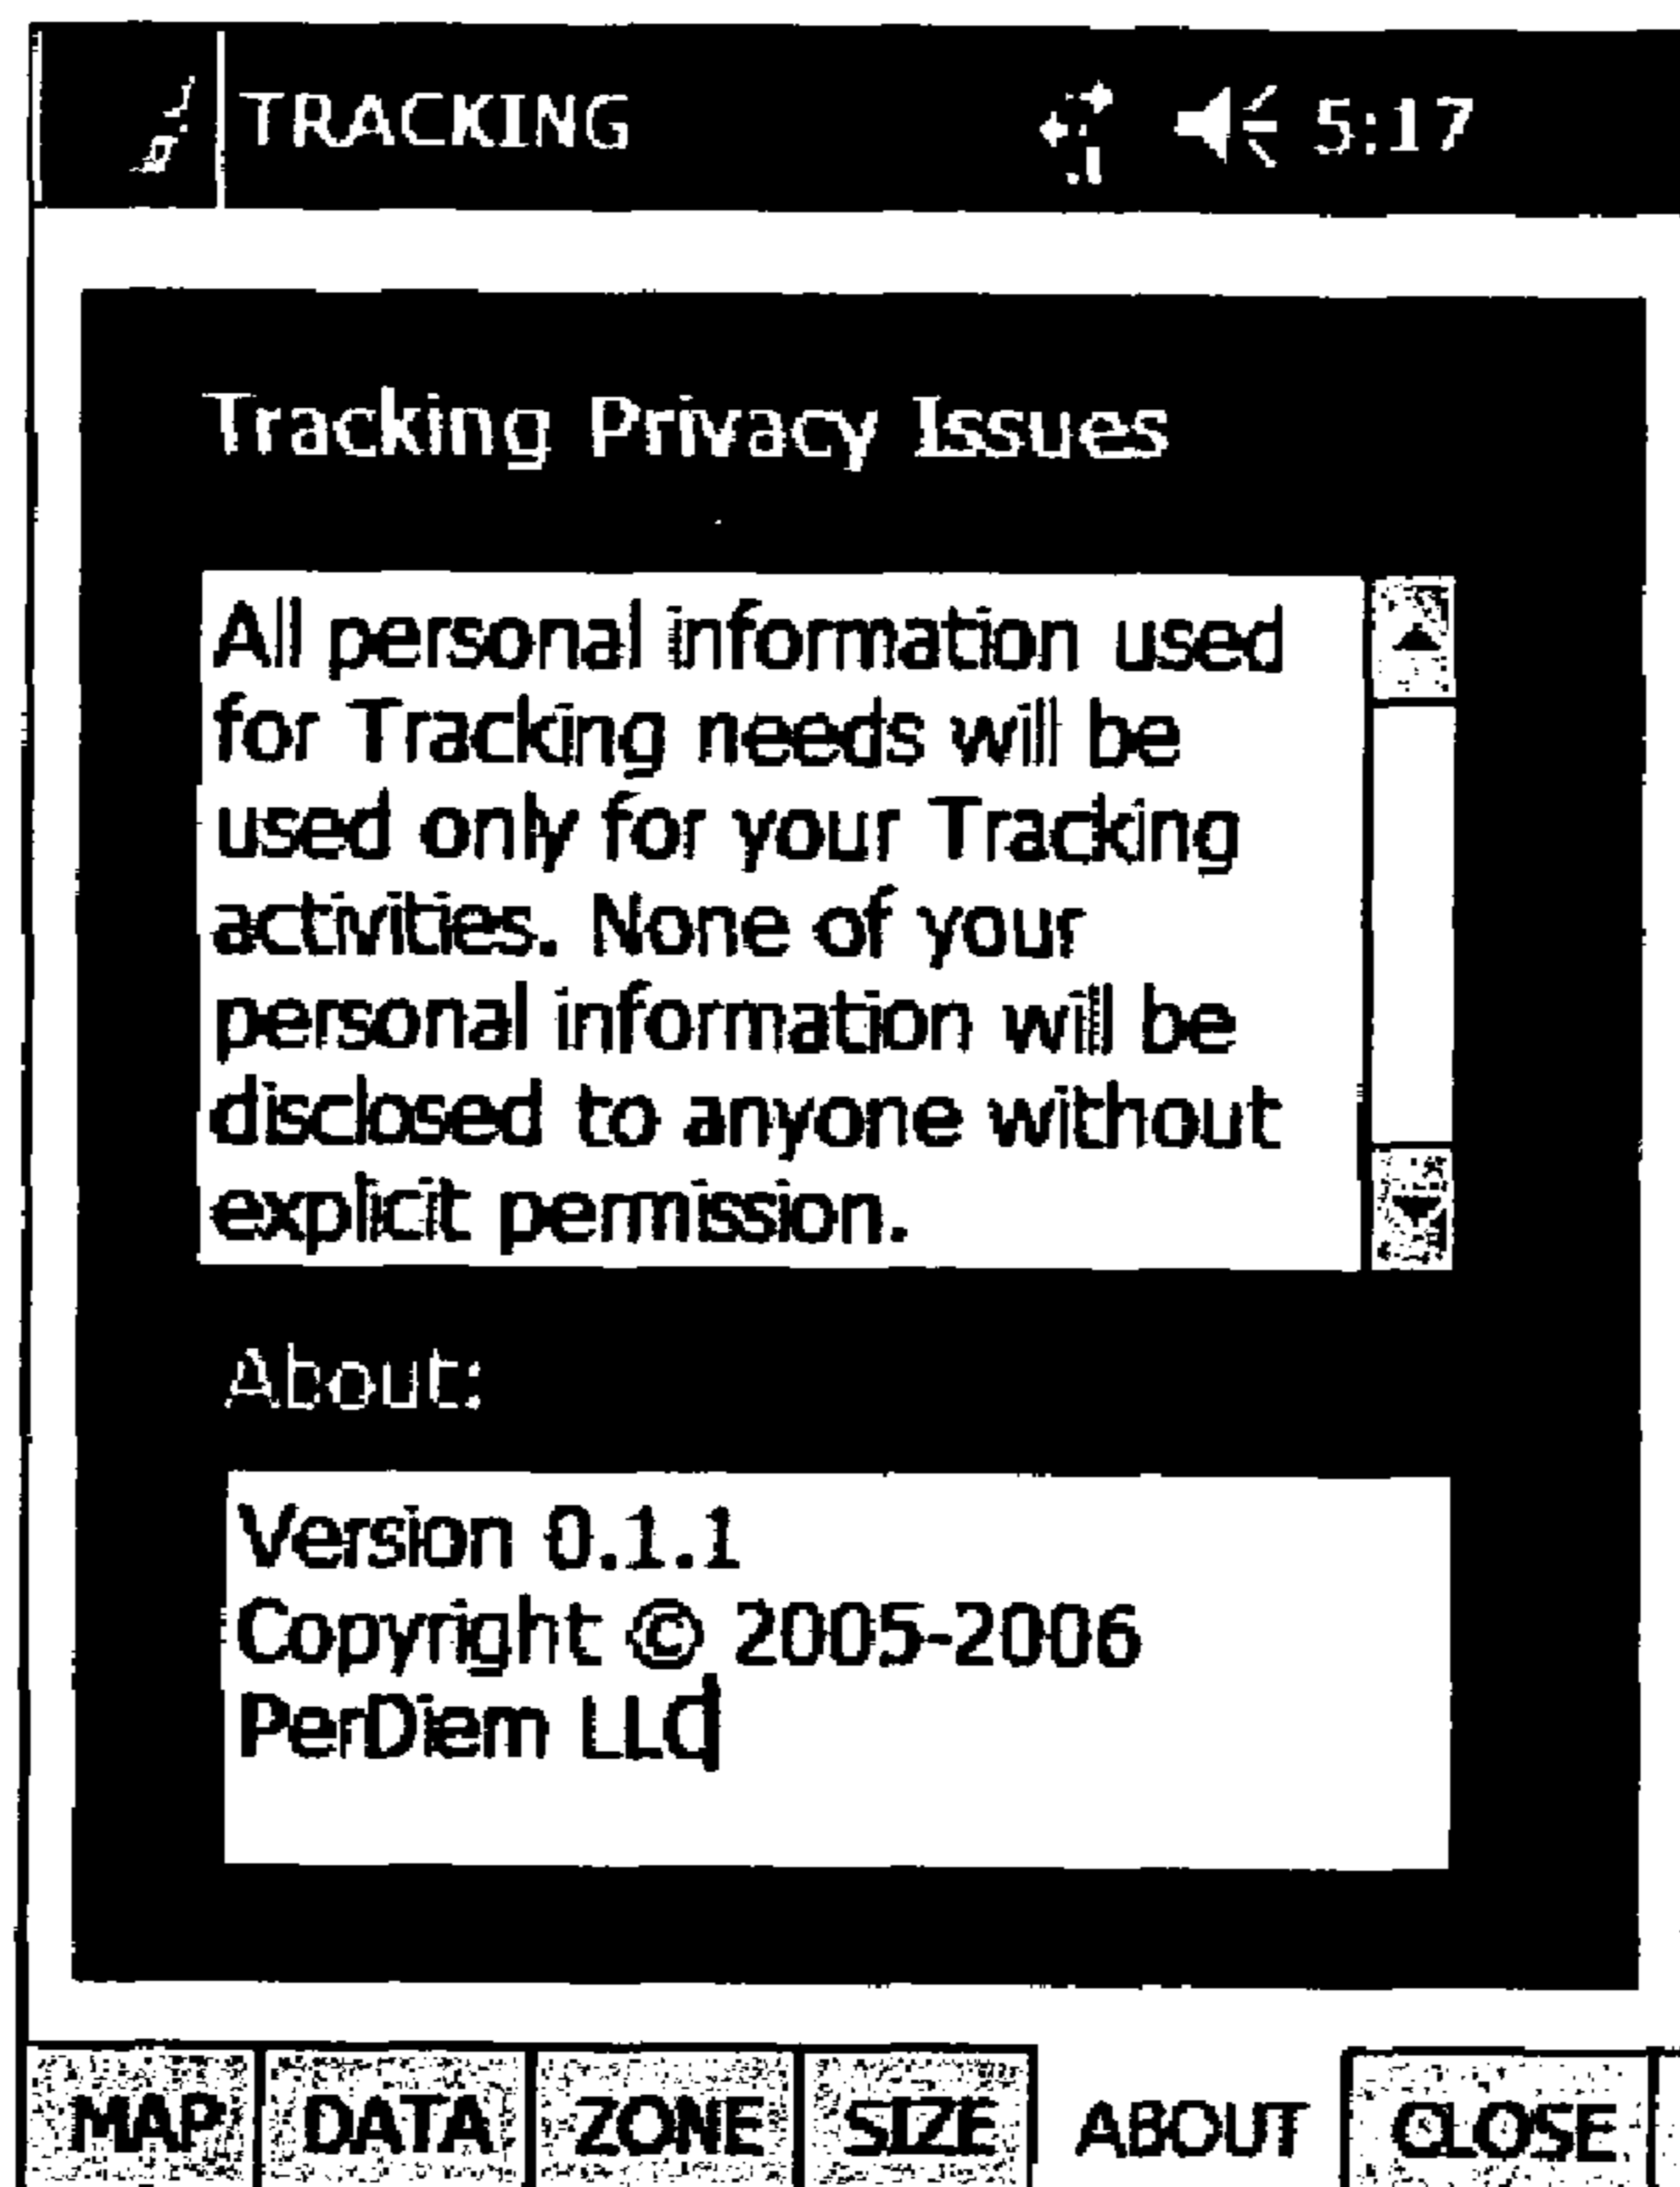 TRACKING 5:17
Tracking Privacy Issues
All personal information used
for Tracking needs will be
used only for your Tracking
activities. None of your
personal information will be
disclosed to anyone without
explicit permission.
About:
Version 0.1.1
Copyright © 2005-2006
PerDiem LLC
MAP DATA ZONE SIZE ABOUT CLOSE